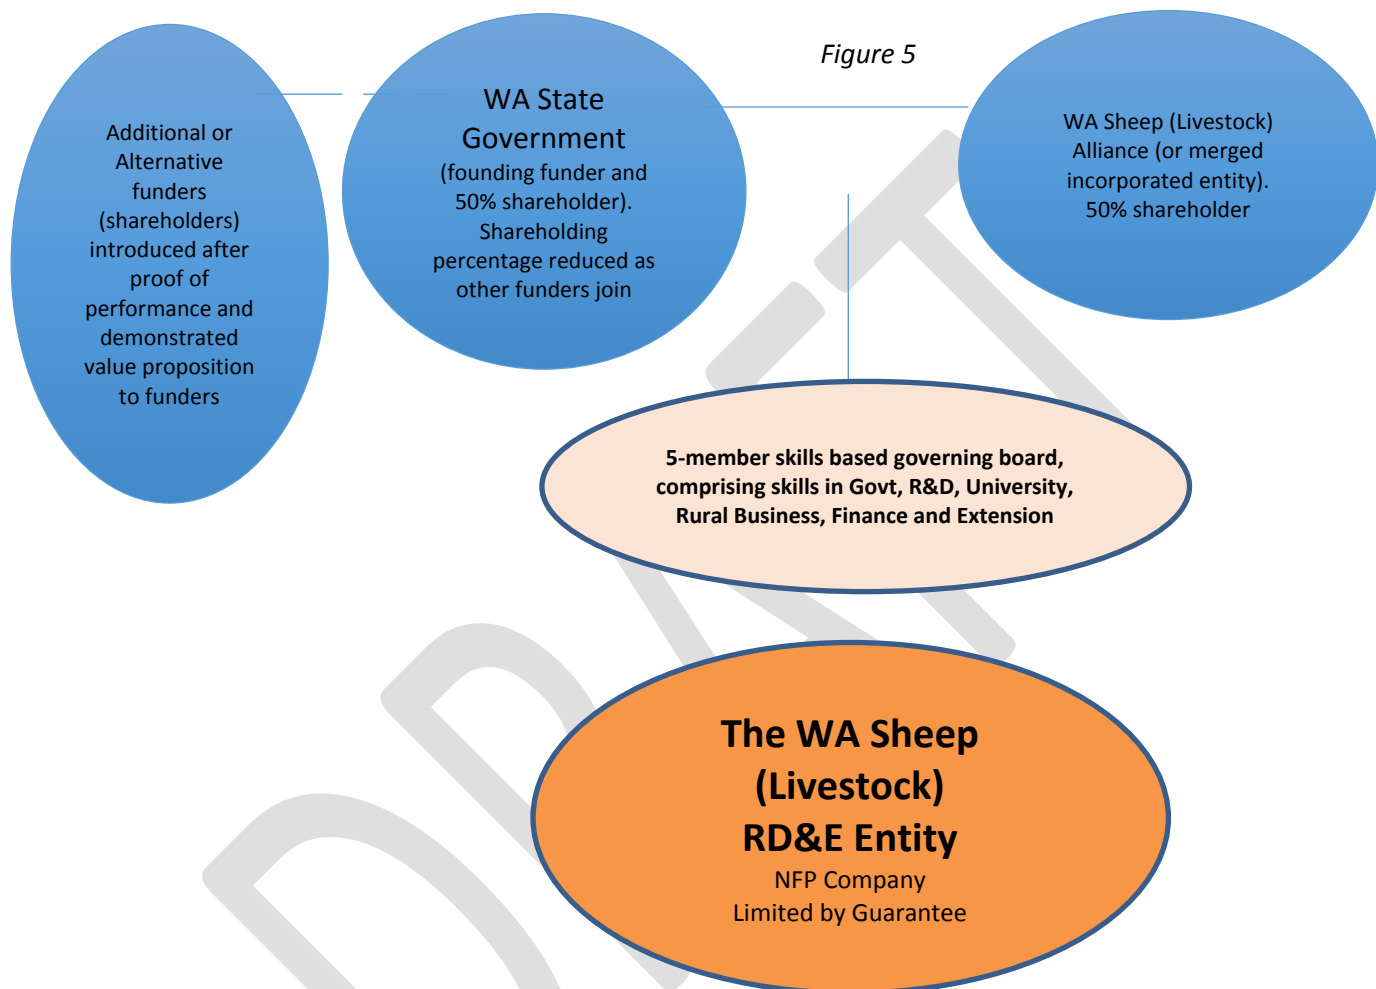 Figure 5
Additional or
Alternative
funders
(shareholders)
introduced after
proof of
performance and
demonstrated
value proposition
to funders
WA State
Government
(founding funder and
50% shareholder).
Shareholding
percentage reduced as
other funders join
WA Sheep (Livestock)
Alliance (or merged
incorporated entity).
50% shareholder
5-member skills based governing board,
comprising skills in Govt, R&D, University,
Rural Business, Finance and Extension
The WA Sheep
(Livestock)
RD&E Entity
NFP Company
Limited by Guarantee
DRAFT